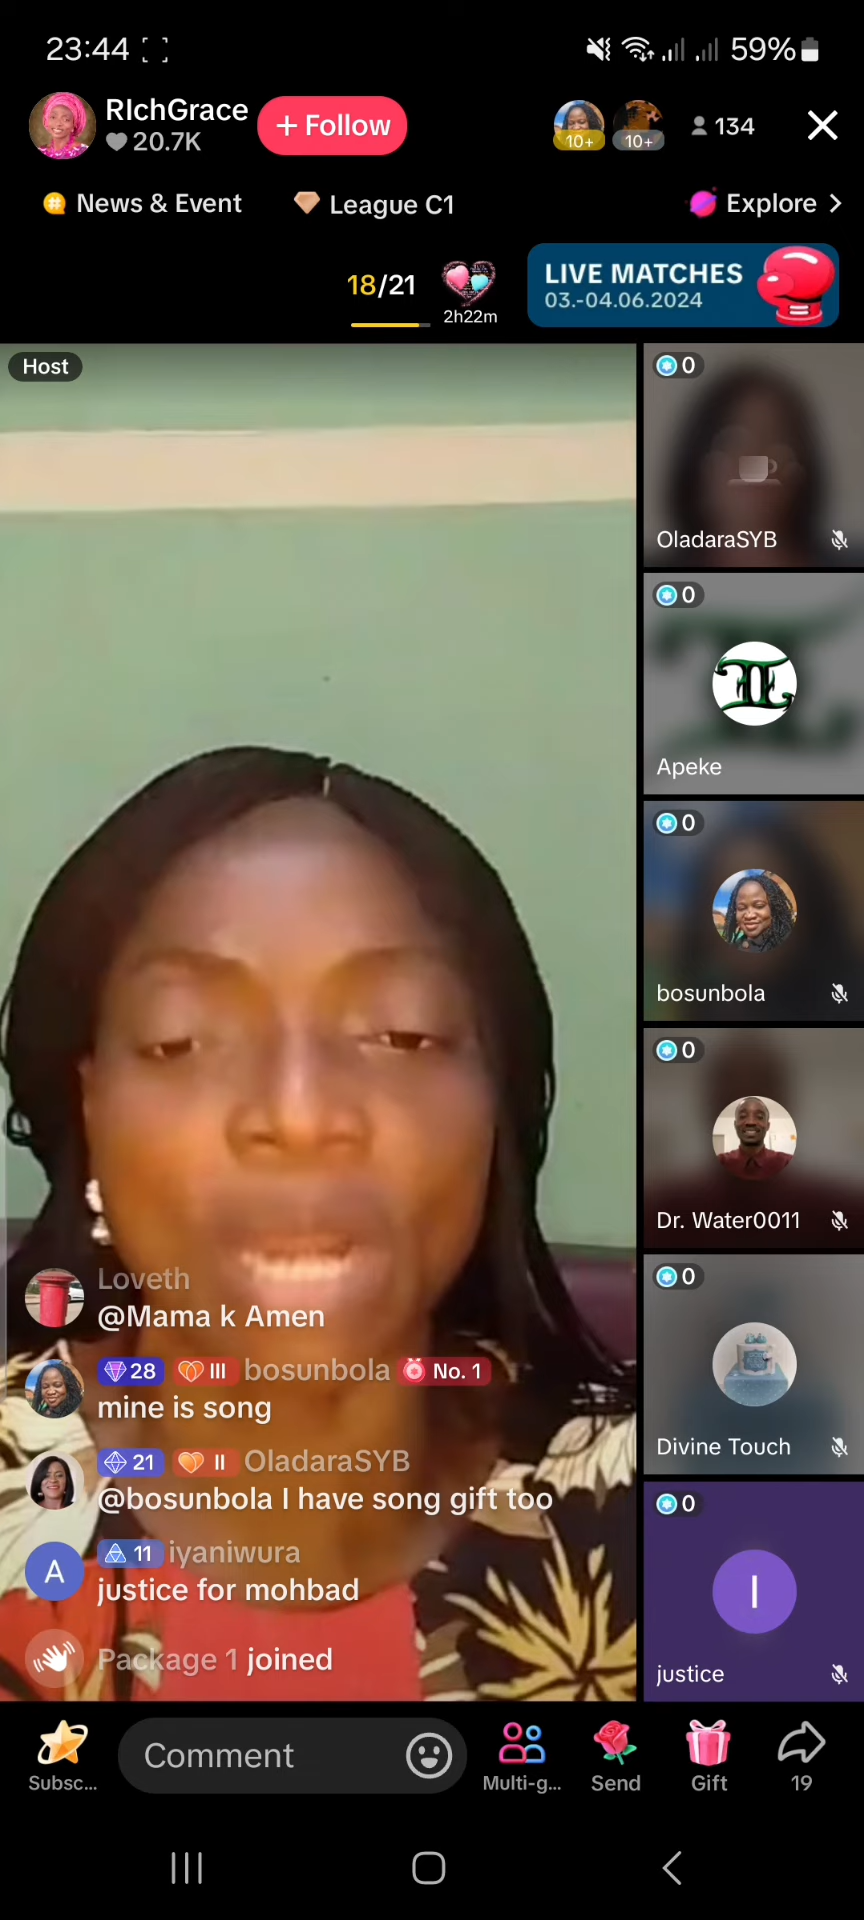 23:44
59%
RIchGrace
20.7K
+ Follow
10+
10+
134
News & Event
League C1
Explore
18/21
2h22m
LIVE MATCHES
03.-04.06.2024
Host
0
OladaraSYB
0
Apeke
0
bosunbola
0
Dr. Water0011
0
Divine Touch
0
I
justice
Loveth
@Mama k Amen
28 III bosunbola No. 1
mine is song
21 II OladaraSYB
@bosunbola I have song gift too
A
11 iyaniwura
justice for mohbad
Package 1 joined
Subsc...
Comment
Multi-g...
Send
Gift
19